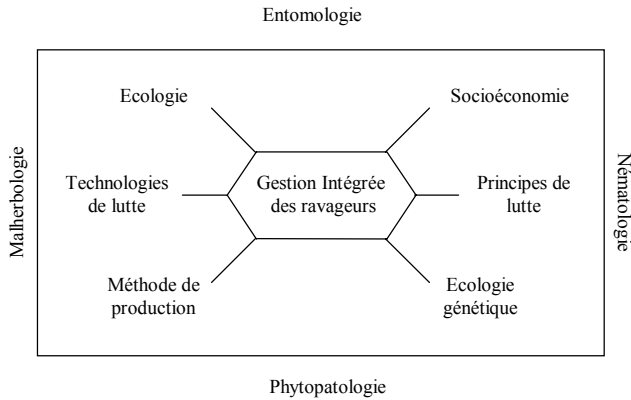 Entomologie
Ecologie
Socioéconomie
Malherbologie
Technologies
de lutte
Gestion Intégrée
des ravageurs
Principes de
lutte
Nématologie
Méthode de
production
Ecologie
génétique
Phytopatologie